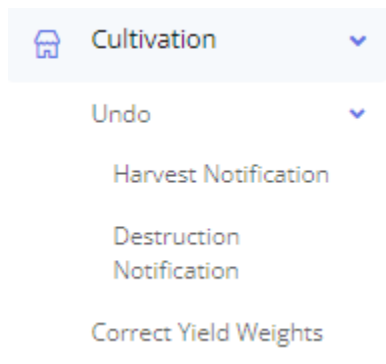 Cultivation
Undo
Harvest Notification
Destruction
Notification
Correct Yield Weights